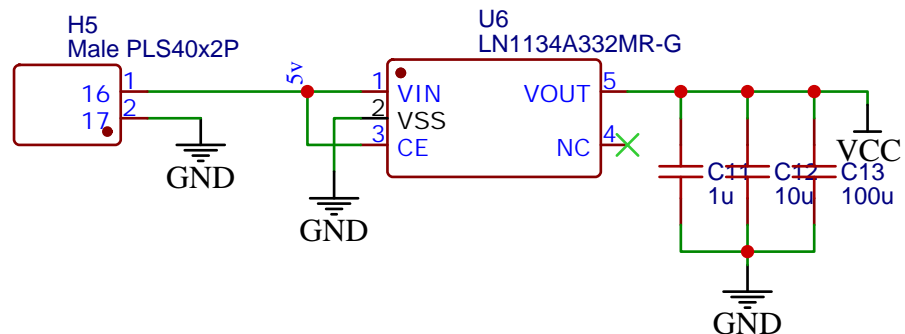 H5
Male PLS40x2P
16
1
17
2
GND
5v
U6
LN1134A332MR-G
1
VIN
2
VSS
3
CE
VOUT
5
NC
4
GND
VCC
C11
1u
C12
10u
C13
100u
GND